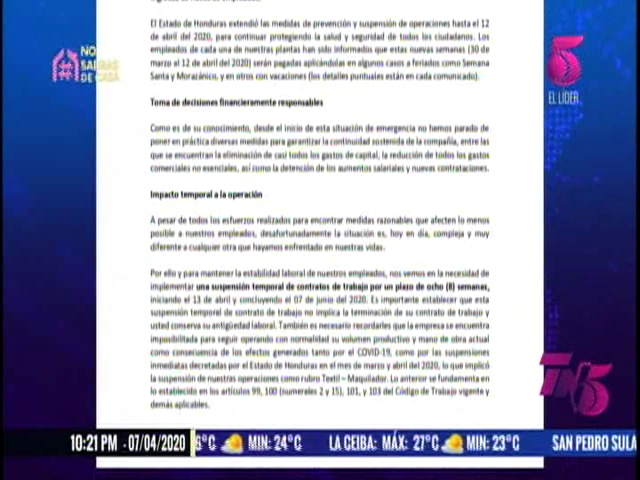 El Estado de Honduras extendió las medidas de prevención y suspensión de operaciones hasta el 12
de abril del 2020, para continuar protegiendo la salud y seguridad de todos los ciudadanos. Los
empleados de cada una de nuestras plantas han sido informados que estas nuevas semanas (30 de
marzo al 12 de abril del 2020) serán pagadas aplicándolas en algunos casos a feriados como Semana
Santa y Morazánico, y en otros con vacaciones (los detalles puntuales están en cada comunicado).
Toma de decisiones financieramente responsables
Como es de su conocimiento, desde el inicio de esta situación de emergencia no hemos parado de
poner en práctica diversas medidas para garantizar la continuidad sostenida de la compañía, entre las
que se encuentran la eliminación de casi todos los gastos de capital, la reducción de todos los gastos
comerciales no esenciales, así como la detención de los aumentos salariales y nuevas contrataciones.
Impacto temporal a la operación
A pesar de todos los esfuerzos realizados para encontrar medidas razonables que afecten lo menos
posible a nuestros empleados, desafortunadamente la situación es, hoy en día, compleja y muy
diferente a cualquier otra que hayamos enfrentado en nuestras vidas.
Por ello y para mantener la estabilidad laboral de nuestros empleados, nos vemos en la necesidad de
implementar una suspensión temporal de contratos de trabajo por un plazo de ocho (8) semanas,
iniciando el 13 de abril y concluyendo el 07 de junio del 2020. Es importante establecer que esta
suspensión temporal de contrato de trabajo no implica la terminación de su contrato de trabajo y
usted conserva su antigüedad laboral. También es necesario recordarles que la empresa se encuentra
imposibilitada para seguir operando con normalidad su volumen productivo y mano de obra actual
como consecuencia de los efectos generados tanto por el COVID-19, como por las suspensiones
inmediatas decretadas por el Estado de Honduras en el mes de marzo y abril del 2020, lo que implicó
la suspensión de nuestras operaciones como rubro Textil – Maquilador. Lo anterior se fundamenta en
lo establecido en los artículos 99, 100 (numerales 2 y 15), 101, y 103 del Código de Trabajo vigente y
demás aplicables.
NO
SALGAS
DE CASA
5
EL LÍDER
TN5
10:21 PM - 07/04/2020 3°C MIN: 24°C LA CEIBA: MÁX: 27°C MIN: 23°C SAN PEDRO SULA